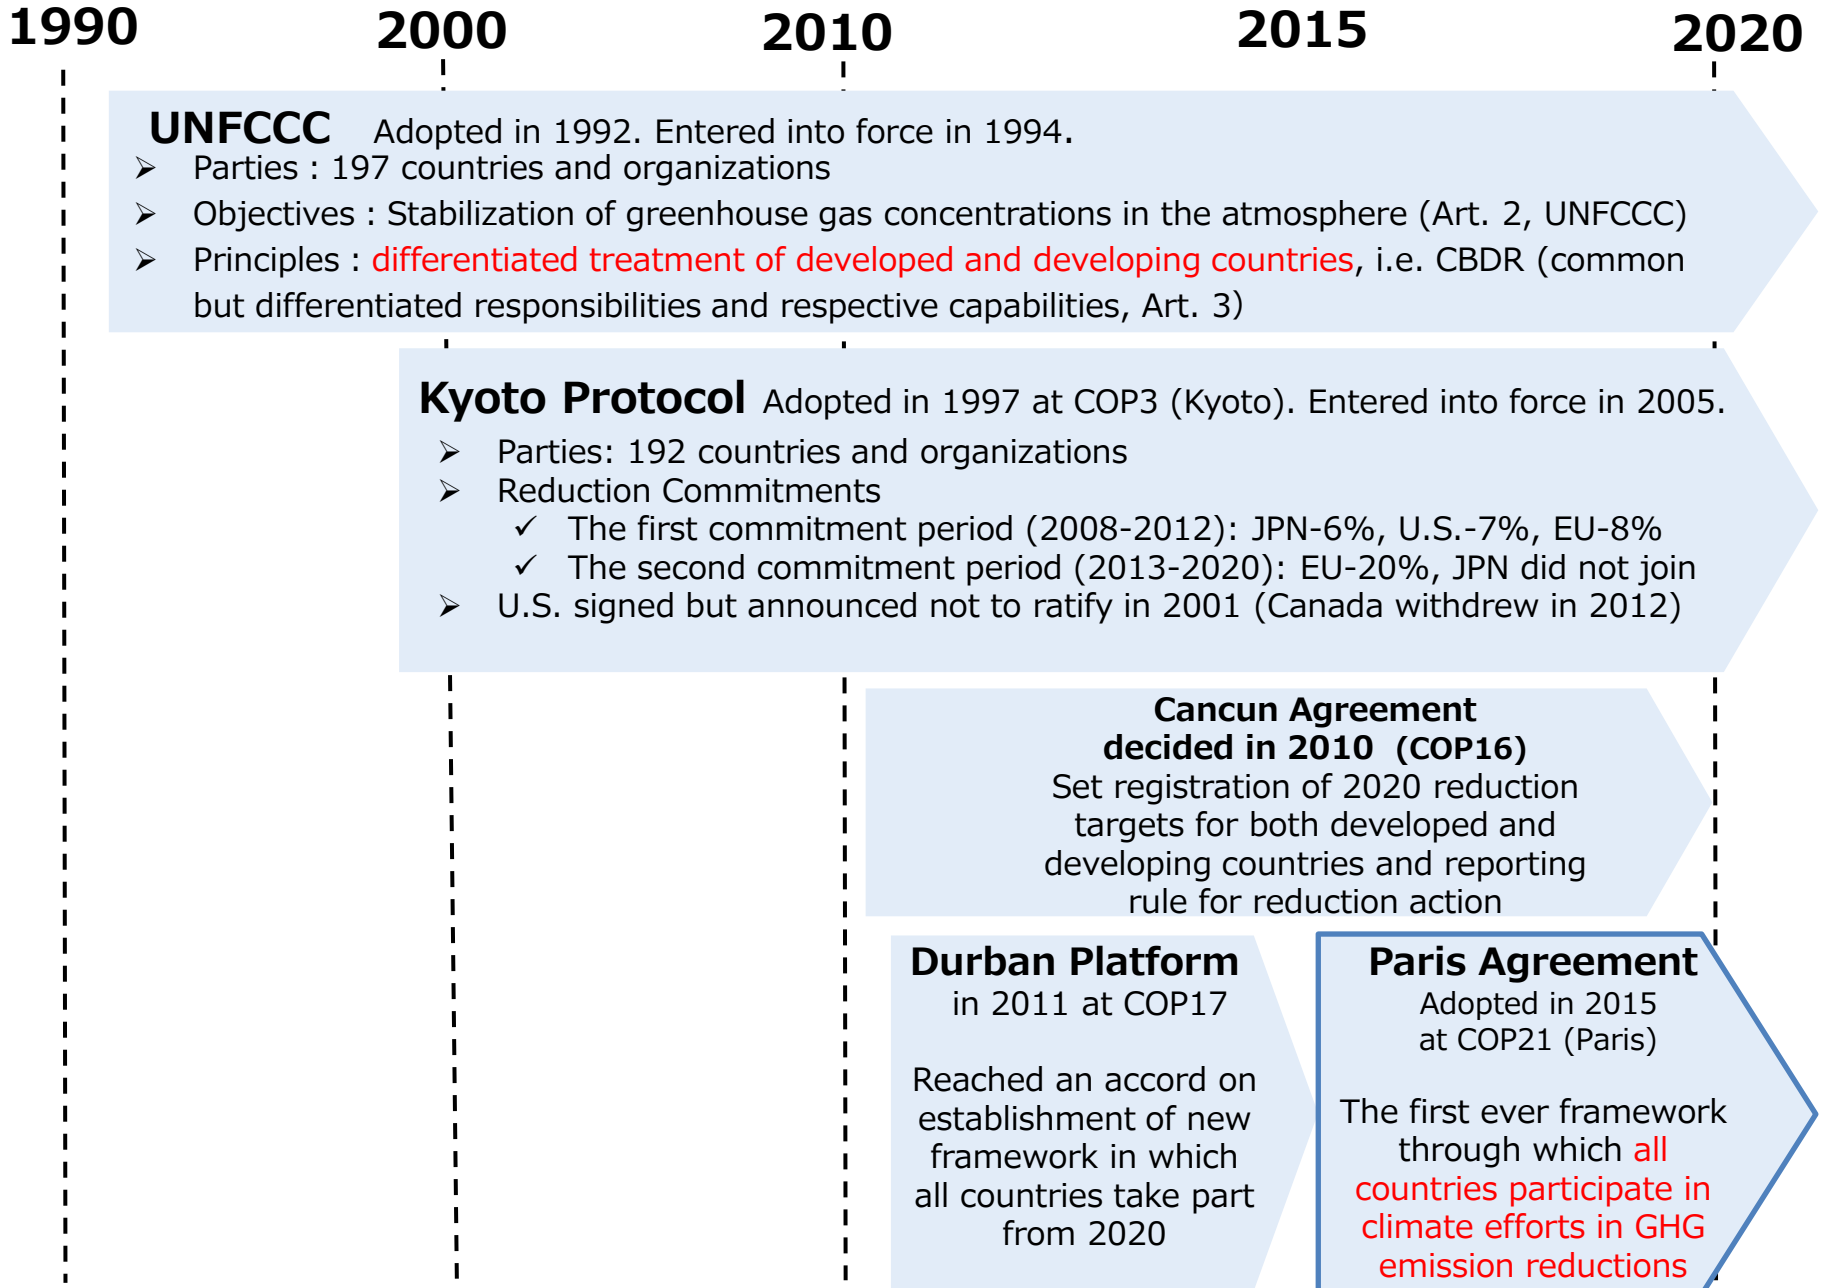 1990 2000 2010 2015 2020
UNFCCC Adopted in 1992. Entered into force in 1994.
➢ Parties : 197 countries and organizations
➢ Objectives : Stabilization of greenhouse gas concentrations in the atmosphere (Art. 2, UNFCCC)
➢ Principles : differentiated treatment of developed and developing countries, i.e. CBDR (common
but differentiated responsibilities and respective capabilities, Art. 3)
Kyoto Protocol Adopted in 1997 at COP3 (Kyoto). Entered into force in 2005.
➢ Parties: 192 countries and organizations
➢ Reduction Commitments
✓ The first commitment period (2008-2012): JPN-6%, U.S.-7%, EU-8%
✓ The second commitment period (2013-2020): EU-20%, JPN did not join
➢ U.S. signed but announced not to ratify in 2001 (Canada withdrew in 2012)
Cancun Agreement
decided in 2010 (COP16)
Set registration of 2020 reduction
targets for both developed and
developing countries and reporting
rule for reduction action
Durban Platform
in 2011 at COP17
Reached an accord on
establishment of new
framework in which
all countries take part
from 2020
Paris Agreement
Adopted in 2015
at COP21 (Paris)
The first ever framework
through which all
countries participate in
climate efforts in GHG
emission reductions